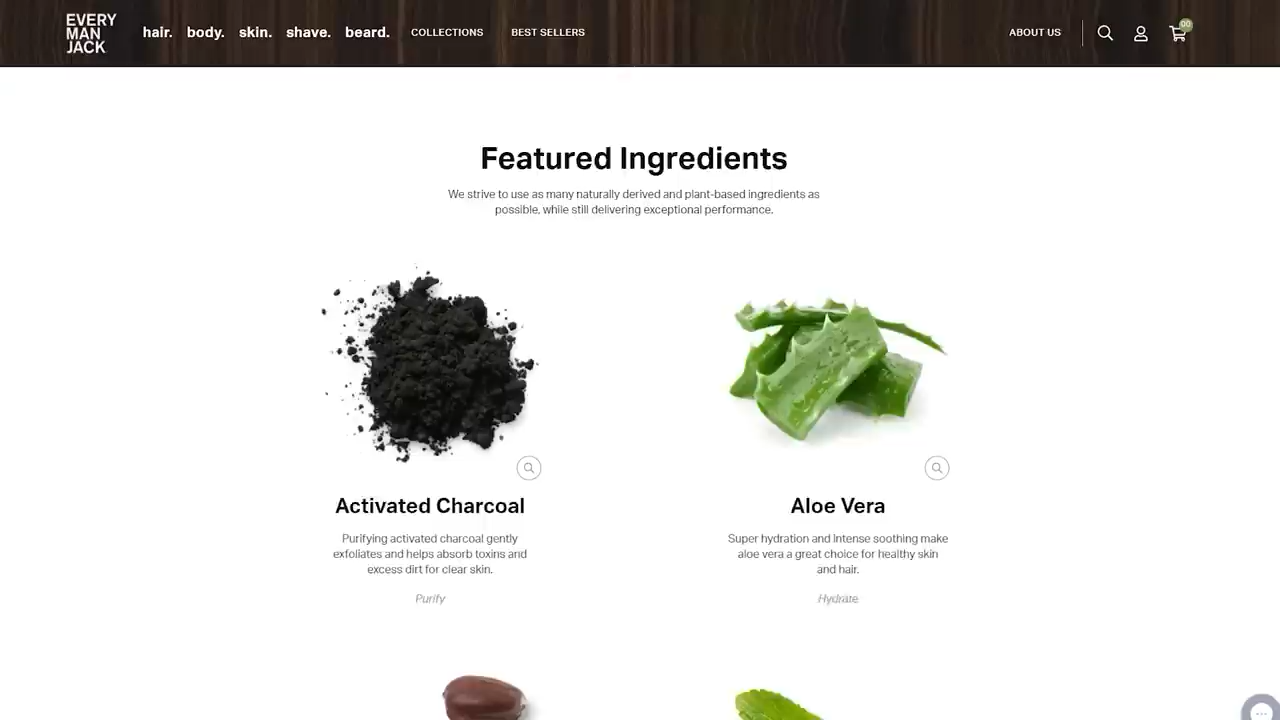 EVERY
MAN
JACK
hair. body. skin. shave. beard. COLLECTIONS BEST SELLERS ABOUT US 00
Featured Ingredients
We strive to use as many naturally derived and plant-based ingredients as
possible, while still delivering exceptional performance.
Activated Charcoal
Purifying activated charcoal gently
exfoliates and helps absorb toxins and
excess dirt for clear skin.
Purify
Aloe Vera
Super hydration and intense soothing make
aloe vera a great choice for healthy skin
and hair.
Hydrate